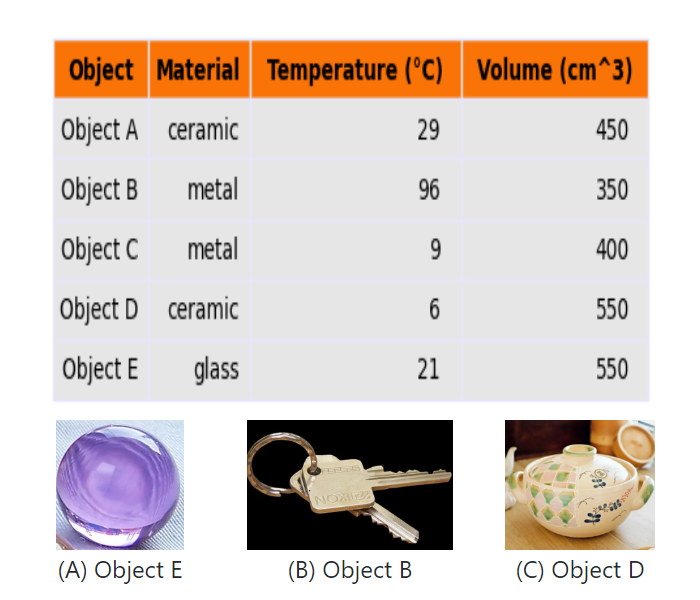 Object Material Temperature (°C) Volume (cm^3)
Object A ceramic 29 450
Object B metal 96 350
Object C metal 9 400
Object D ceramic 6 550
Object E glass 21 550
(A) Object E (B) Object B (C) Object D